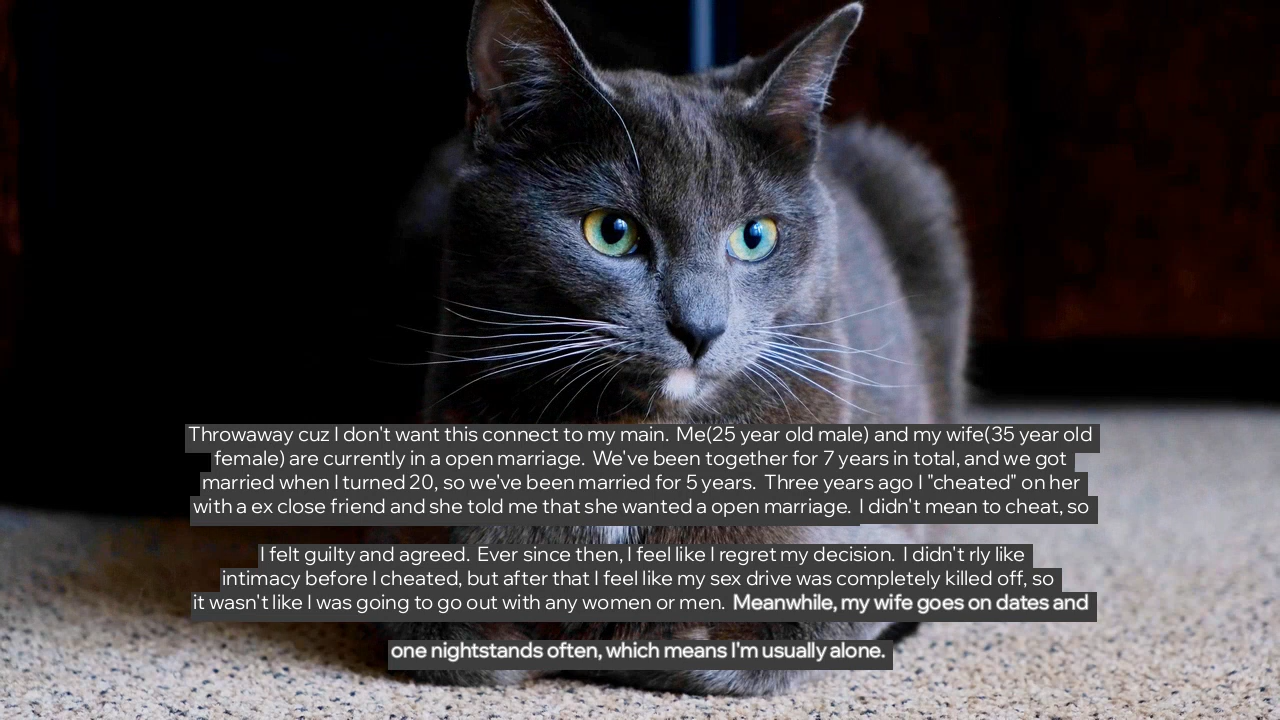 Throwaway cuz I don't want this connect to my main. Me(25 year old male) and my wife(35 year old
female) are currently in a open marriage. We've been together for 7 years in total, and we got
married when I turned 20, so we've been married for 5 years. Three years ago I "cheated" on her
with a ex close friend and she told me that she wanted a open marriage. I didn't mean to cheat, so
I felt guilty and agreed. Ever since then, I feel like I regret my decision. I didn't rly like
intimacy before I cheated, but after that I feel like my sex drive was completely killed off, so
it wasn't like I was going to go out with any women or men. Meanwhile, my wife goes on dates and
one nightstands often, which means I'm usually alone.